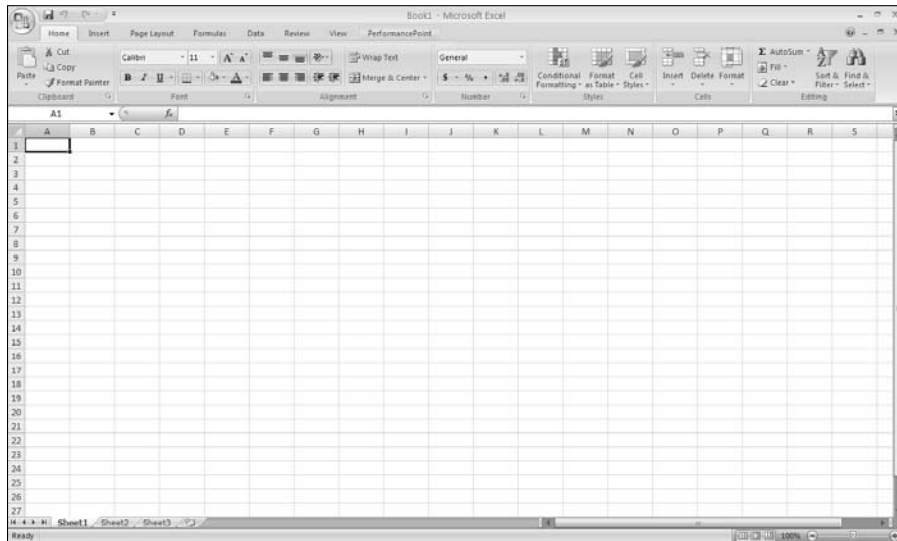 Book1 - Microsoft Excel
Home Insert Page Layout Formulas Data Review View PerformancePoint
Paste
Cut
Copy
Format Painter
Clipboard
Calibri 11
B I U A
Font
Wrap Text
Merge & Center
Alignment
General
$ % ,
Number
Conditional Formatting
Format as Table
Cell Styles
Styles
Insert Delete Format
Cells
Σ AutoSum
Fill
Clear
Sort & Filter
Find & Select
Editing
A1 fx
A B C D E F G H I J K L M N O P Q R S
1
2
3
4
5
6
7
8
9
10
11
12
13
14
15
16
17
18
19
20
21
22
23
24
25
26
27
Sheet1 Sheet2 Sheet3
Ready 100%